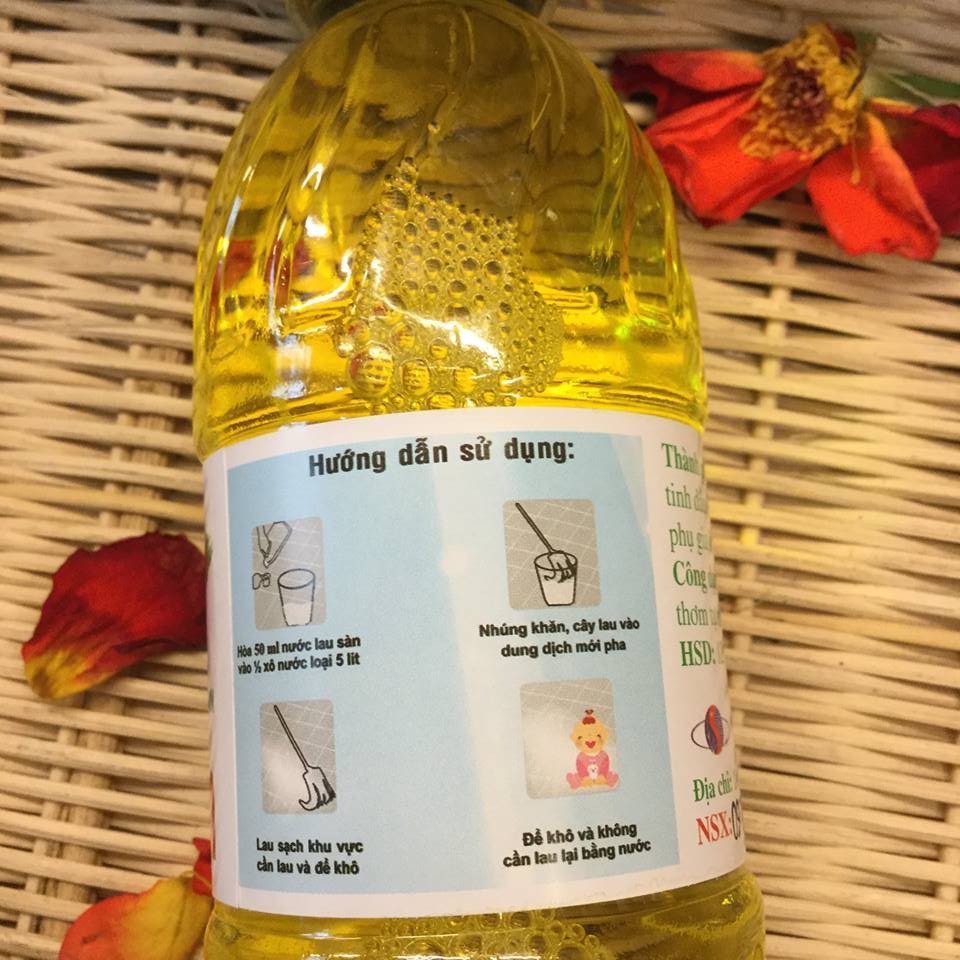 Hướng dẫn sử dụng:
Hòa 50 ml nước lau sàn
vào ½ xô nước loại 5 lít
Nhúng khăn, cây lau vào
dung dịch mới pha
Lau sạch khu vực
cần lau và để khô
Để khô và không
cần lau lại bằng nước
Thành
tinh
phụ
Công
thơm
HSD:
Địa chỉ:
NSX: